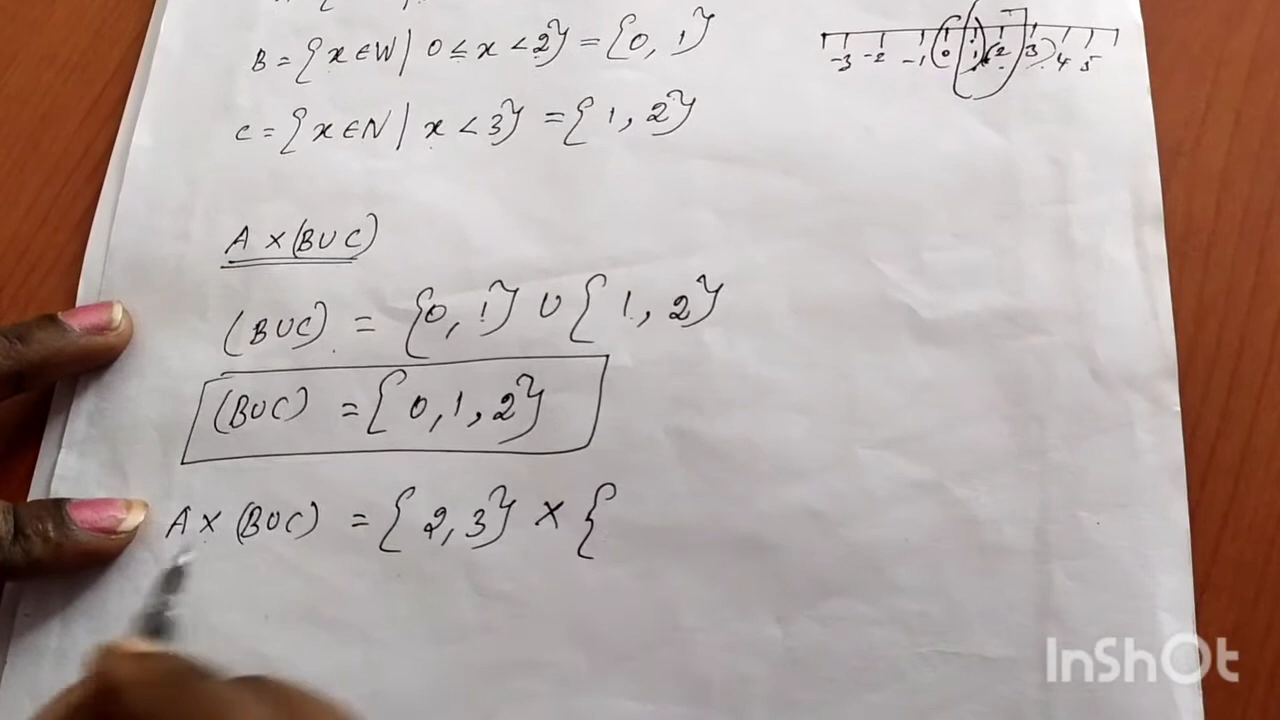 B = {x ∈ W | 0 ≤ x < 2} = {0, 1}
-3 -2 -1 0 1 2 3 4 5
C = {x ∈ N | x < 3} = {1, 2}
A × (B ∪ C)
(B ∪ C) = {0, 1} ∪ {1, 2}
(B ∪ C) = {0, 1, 2}
A × (B ∪ C) = {2, 3} × {
InShOt